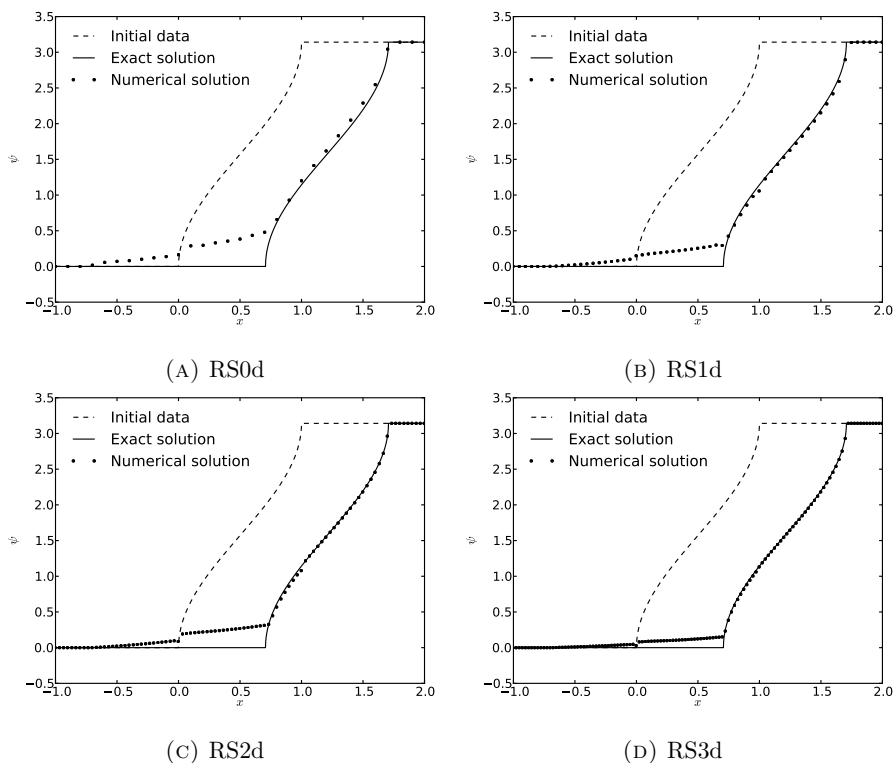 3.5
3.0
2.5
2.0
1.5
1.0
0.5
0.0
−0.5
ψ
Initial data
Exact solution
Numerical solution
−1.0 −0.5 0.0 0.5 1.0 1.5 2.0
x
(A) RS0d
3.5
3.0
2.5
2.0
1.5
1.0
0.5
0.0
−0.5
ψ
Initial data
Exact solution
Numerical solution
−1.0 −0.5 0.0 0.5 1.0 1.5 2.0
x
(B) RS1d
3.5
3.0
2.5
2.0
1.5
1.0
0.5
0.0
−0.5
ψ
Initial data
Exact solution
Numerical solution
−1.0 −0.5 0.0 0.5 1.0 1.5 2.0
x
(C) RS2d
3.5
3.0
2.5
2.0
1.5
1.0
0.5
0.0
−0.5
ψ
Initial data
Exact solution
Numerical solution
−1.0 −0.5 0.0 0.5 1.0 1.5 2.0
x
(D) RS3d